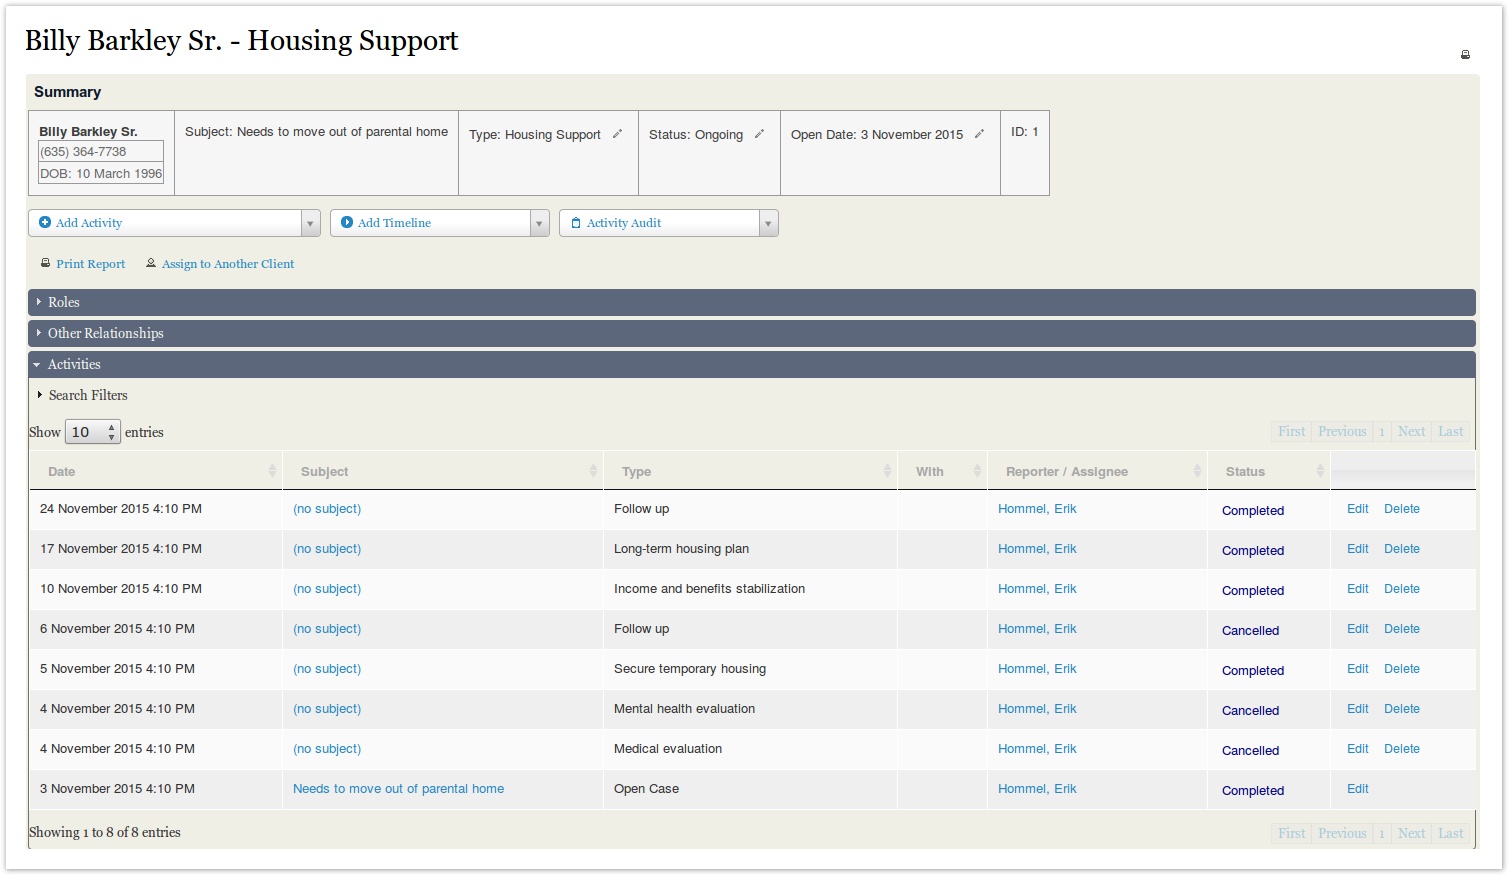 Billy Barkley Sr. - Housing Support
Summary
Billy Barkley Sr.
(635) 364-7738
DOB: 10 March 1996
Subject: Needs to move out of parental home
Type: Housing Support
Status: Ongoing
Open Date: 3 November 2015
ID: 1
Add Activity
Add Timeline
Activity Audit
Print Report
Assign to Another Client
Roles
Other Relationships
Activities
Search Filters
Show 10 entries
First Previous 1 Next Last
Date Subject Type With Reporter / Assignee Status
24 November 2015 4:10 PM (no subject) Follow up Hommel, Erik Completed Edit Delete
17 November 2015 4:10 PM (no subject) Long-term housing plan Hommel, Erik Completed Edit Delete
10 November 2015 4:10 PM (no subject) Income and benefits stabilization Hommel, Erik Completed Edit Delete
6 November 2015 4:10 PM (no subject) Follow up Hommel, Erik Cancelled Edit Delete
5 November 2015 4:10 PM (no subject) Secure temporary housing Hommel, Erik Completed Edit Delete
4 November 2015 4:10 PM (no subject) Mental health evaluation Hommel, Erik Cancelled Edit Delete
4 November 2015 4:10 PM (no subject) Medical evaluation Hommel, Erik Cancelled Edit Delete
3 November 2015 4:10 PM Needs to move out of parental home Open Case Hommel, Erik Completed Edit
Showing 1 to 8 of 8 entries
First Previous 1 Next Last